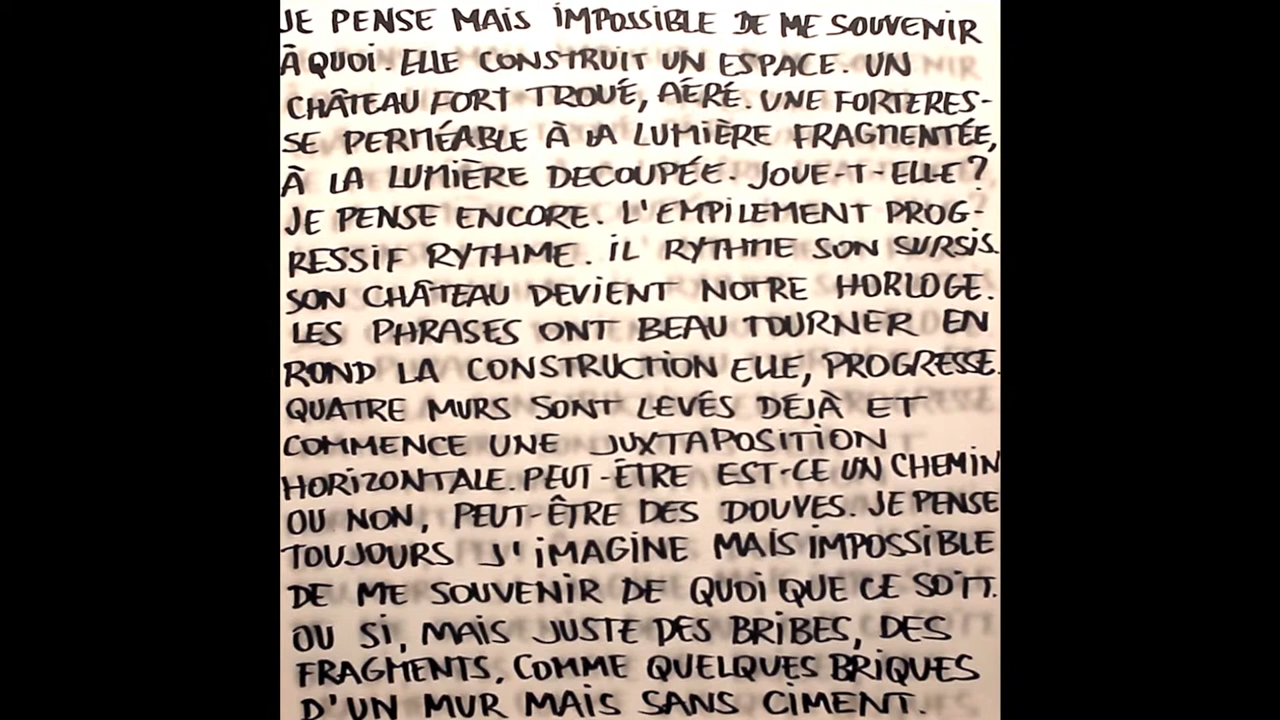 JE PENSE MAIS IMPOSSIBLE DE ME SOUVENIR
À QUOI. ELLE CONSTRUIT UN ESPACE. UN
CHÂTEAU FORT TROUÉ, AÉRÉ. UNE FORTERES-
SE PERMÉABLE À LA LUMIÈRE FRAGMENTÉE,
À LA LUMIÈRE DECOUPÉE. JOUE-T-ELLE?
JE PENSE ENCORE. L'EMPILEMENT PROG-
RESSIF RYTHME. IL RYTHME SON SURSIS.
SON CHÂTEAU DEVIENT NOTRE HORLOGE.
LES PHRASES ONT BEAU TOURNER EN
ROND LA CONSTRUCTION ELLE, PROGRESSE.
QUATRE MURS SONT LEVÉS DÉJÀ ET
COMMENCE UNE JUXTAPOSITION
HORIZONTALE. PEUT-ÊTRE EST-CE UN CHEMIN
OU NON, PEUT-ÊTRE DES DOUVES. JE PENSE
TOUJOURS J'IMAGINE MAIS IMPOSSIBLE
DE ME SOUVENIR DE QUOI QUE CE SOIT.
OU SI, MAIS JUSTE DES BRIBES, DES
FRAGMENTS, COMME QUELQUES BRIQUES
D'UN MUR MAIS SANS CIMENT.